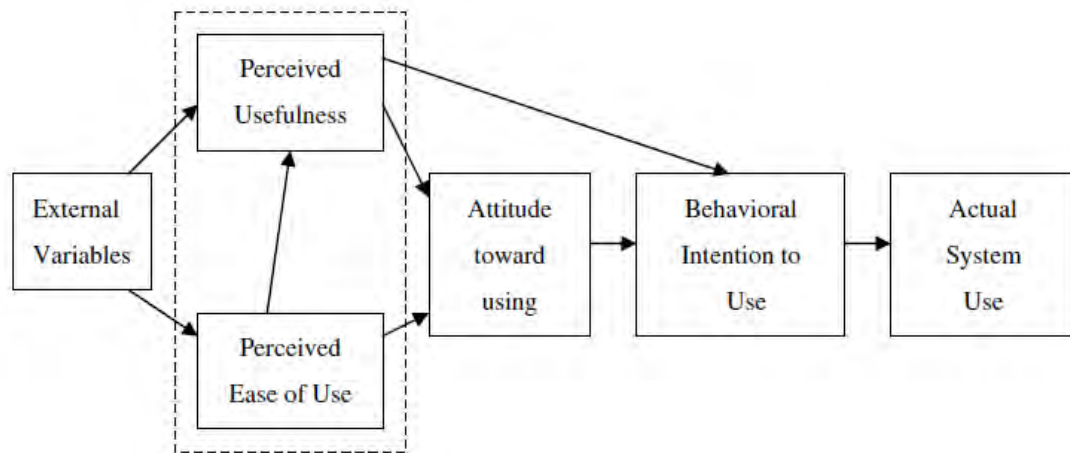 Perceived
Usefulness
External
Variables
Perceived
Ease of Use
Attitude
toward
using
Behavioral
Intention to
Use
Actual
System
Use